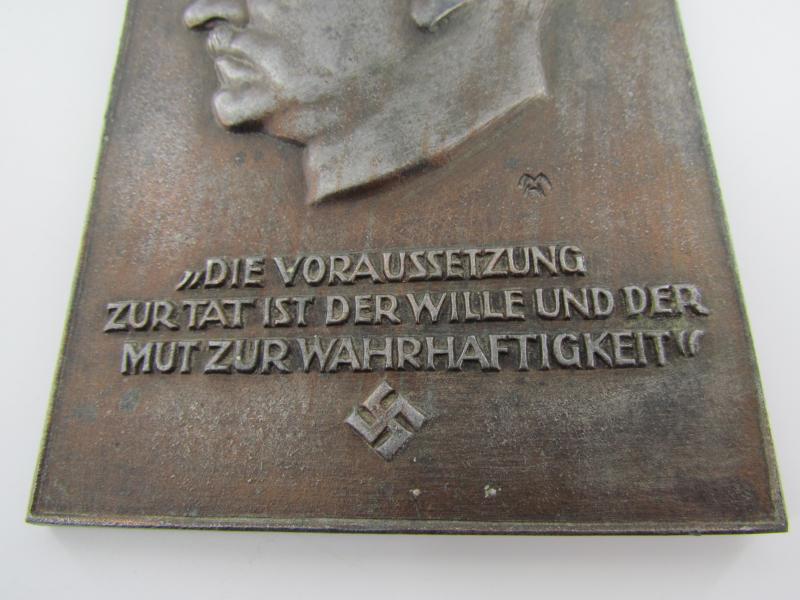 „DIE VORAUSSETZUNG
ZUR TAT IST DER WILLE UND DER
MUT ZUR WAHRHAFTIGKEIT“